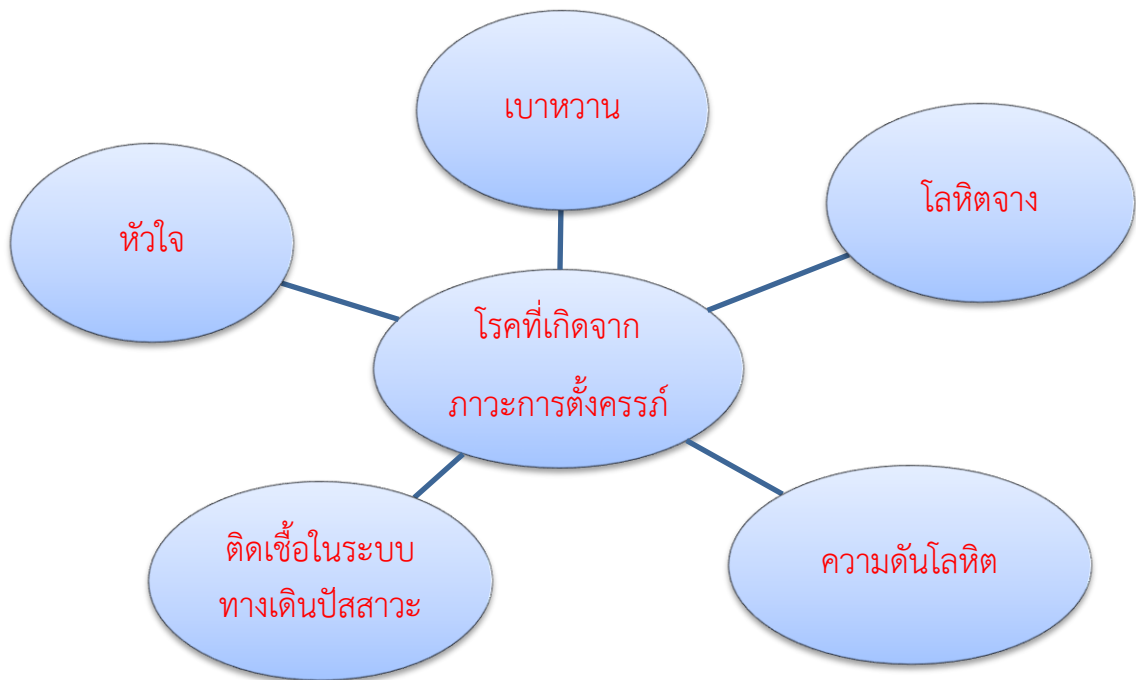 เบาหวาน
โลหิตจาง
หัวใจ
โรคที่เกิดจาก
ภาวะการตั้งครรภ์
ติดเชื้อในระบบ
ทางเดินปัสสาวะ
ความดันโลหิต